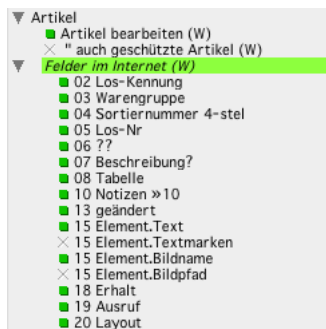 Artikel
Artikel bearbeiten (W)
" auch geschützte Artikel (W)
Felder im Internet (W)
02 Los-Kennung
03 Warengruppe
04 Sortiernummer 4-stel
05 Los-Nr
06 ??
07 Beschreibung?
08 Tabelle
10 Notizen »10
13 geändert
15 Element.Text
15 Element.Textmarken
15 Element.Bildname
15 Element.Bildpfad
18 Erhalt
19 Ausruf
20 Layout